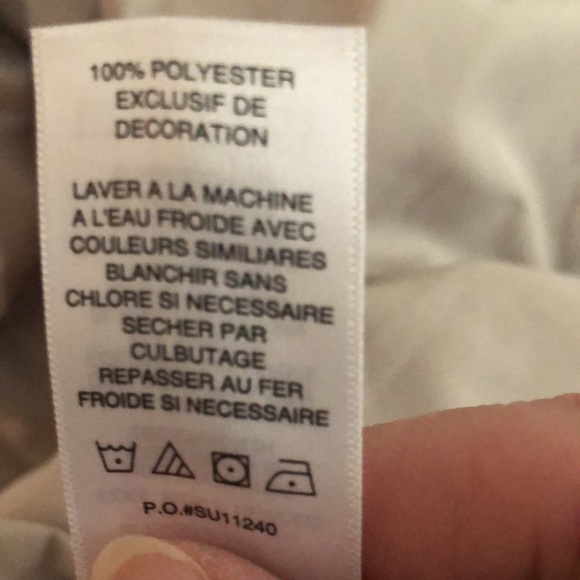 100% POLYESTER
EXCLUSIF DE
DECORATION
LAVER A LA MACHINE
A L'EAU FROIDE AVEC
COULEURS SIMILIARES
BLANCHIR SANS
CHLORE SI NECESSAIRE
SECHER PAR
CULBUTAGE
REPASSER AU FER
FROIDE SI NECESSAIRE
P.O.#SU11240